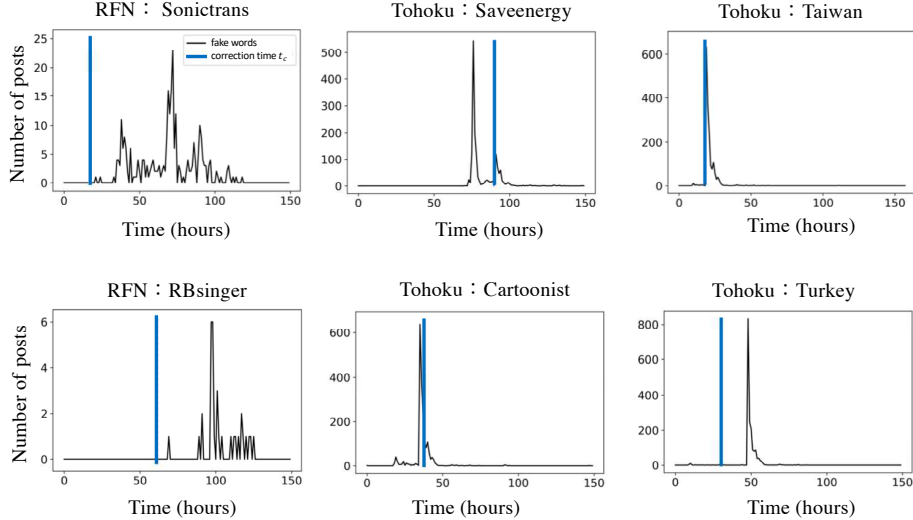 RFN： Sonictrans
Tohoku：Saveenergy
Tohoku：Taiwan
Number of posts
25
20
15
10
5
0
fake words
correction time t_c
0 50 100 150
Time (hours)
500
400
300
200
100
0
0 50 100 150
Time (hours)
600
400
200
0
0 50 100 150
Time (hours)
RFN：RBsinger
Tohoku：Cartoonist
Tohoku：Turkey
Number of posts
6
4
2
0
0 50 100 150
Time (hours)
600
400
200
0
0 50 100 150
Time (hours)
800
600
400
200
0
0 50 100 150
Time (hours)